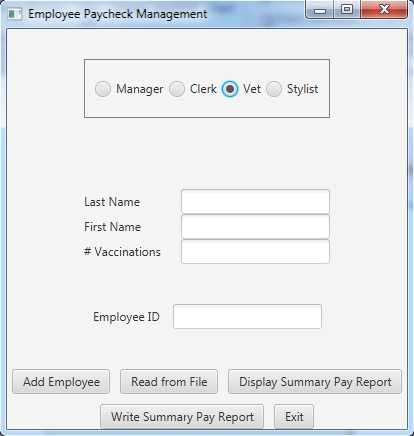 Employee Paycheck Management
Manager Clerk Vet Stylist
Last Name
First Name
# Vaccinations
Employee ID
Add Employee Read from File Display Summary Pay Report
Write Summary Pay Report Exit